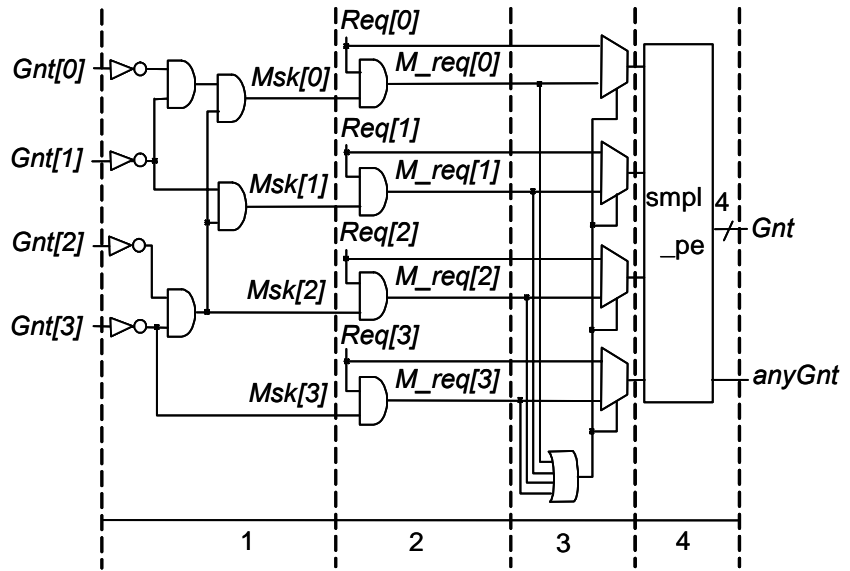 Req[0]
Gnt[0]
Msk[0]
M_req[0]
Req[1]
Gnt[1]
Msk[1]
M_req[1]
smpl
_pe
4
Gnt
Req[2]
Gnt[2]
Msk[2]
M_req[2]
Gnt[3]
Req[3]
Msk[3]
M_req[3]
anyGnt
1
2
3
4